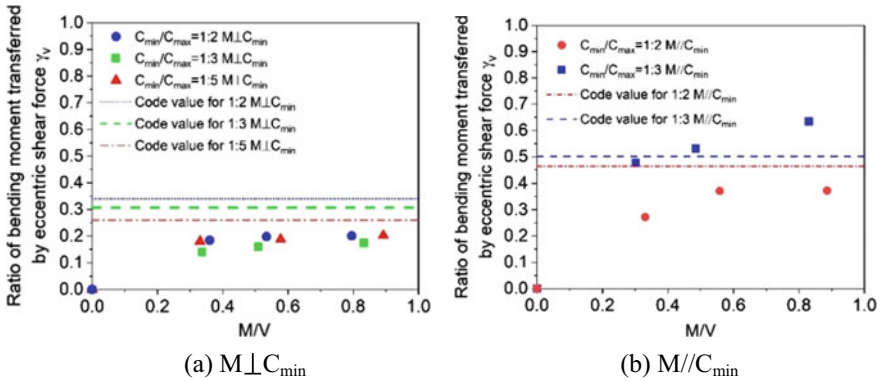 Ratio of bending moment transferred
by eccentric shear force γv
1.0
0.9
0.8
0.7
0.6
0.5
0.4
0.3
0.2
0.1
0.0
Cmin/Cmax=1:2 M⊥Cmin
Cmin/Cmax=1:3 M⊥Cmin
Cmin/Cmax=1:5 M⊥Cmin
Code value for 1:2 M⊥Cmin
Code value for 1:3 M⊥Cmin
Code value for 1:5 M⊥Cmin
0.0 0.2 0.4 0.6 0.8 1.0
M/V
(a) M⊥Cmin
Ratio of bending moment transferred
by eccentric shear force γv
1.0
0.9
0.8
0.7
0.6
0.5
0.4
0.3
0.2
0.1
0.0
Cmin/Cmax=1:2 M//Cmin
Cmin/Cmax=1:3 M//Cmin
Code value for 1:2 M//Cmin
Code value for 1:3 M//Cmin
0.0 0.2 0.4 0.6 0.8 1.0
M/V
(b) M//Cmin